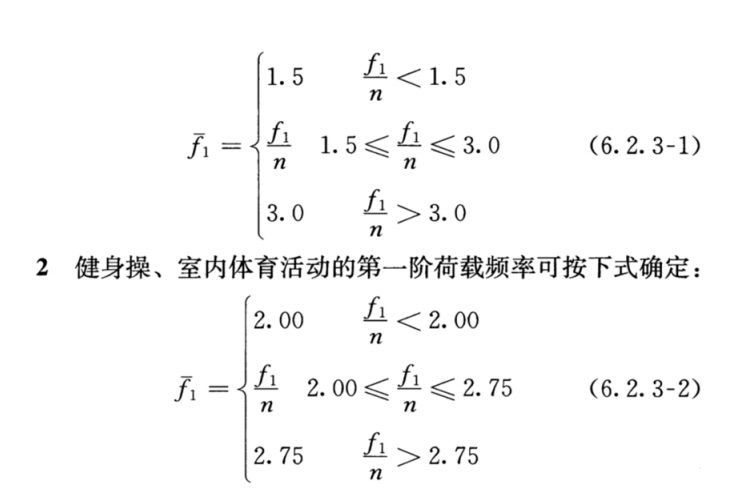 f̄₁ = { 1.5  f₁/n < 1.5
f₁/n  1.5 ⩽ f₁/n ⩽ 3.0  (6.2.3-1)
3.0  f₁/n > 3.0
2 健身操、室内体育活动的第一阶荷载频率可按下式确定：
f̄₁ = { 2.00  f₁/n < 2.00
f₁/n  2.00 ⩽ f₁/n ⩽ 2.75  (6.2.3-2)
2.75  f₁/n > 2.75